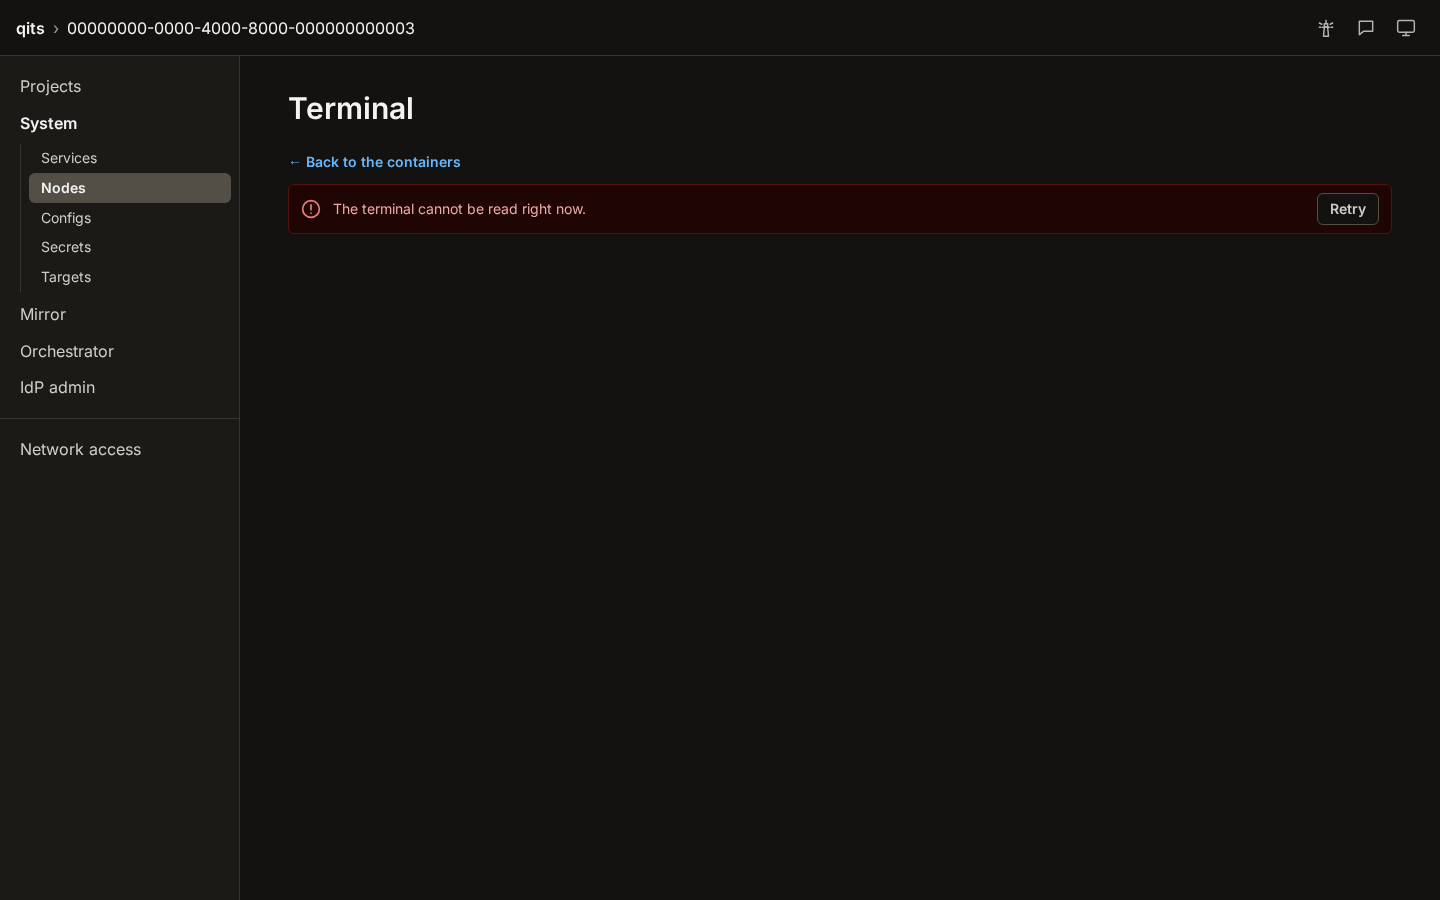 qits › 00000000-0000-4000-8000-000000000003
Projects
System
Services
Nodes
Configs
Secrets
Targets
Mirror
Orchestrator
IdP admin
Network access
Terminal
← Back to the containers
The terminal cannot be read right now.
Retry